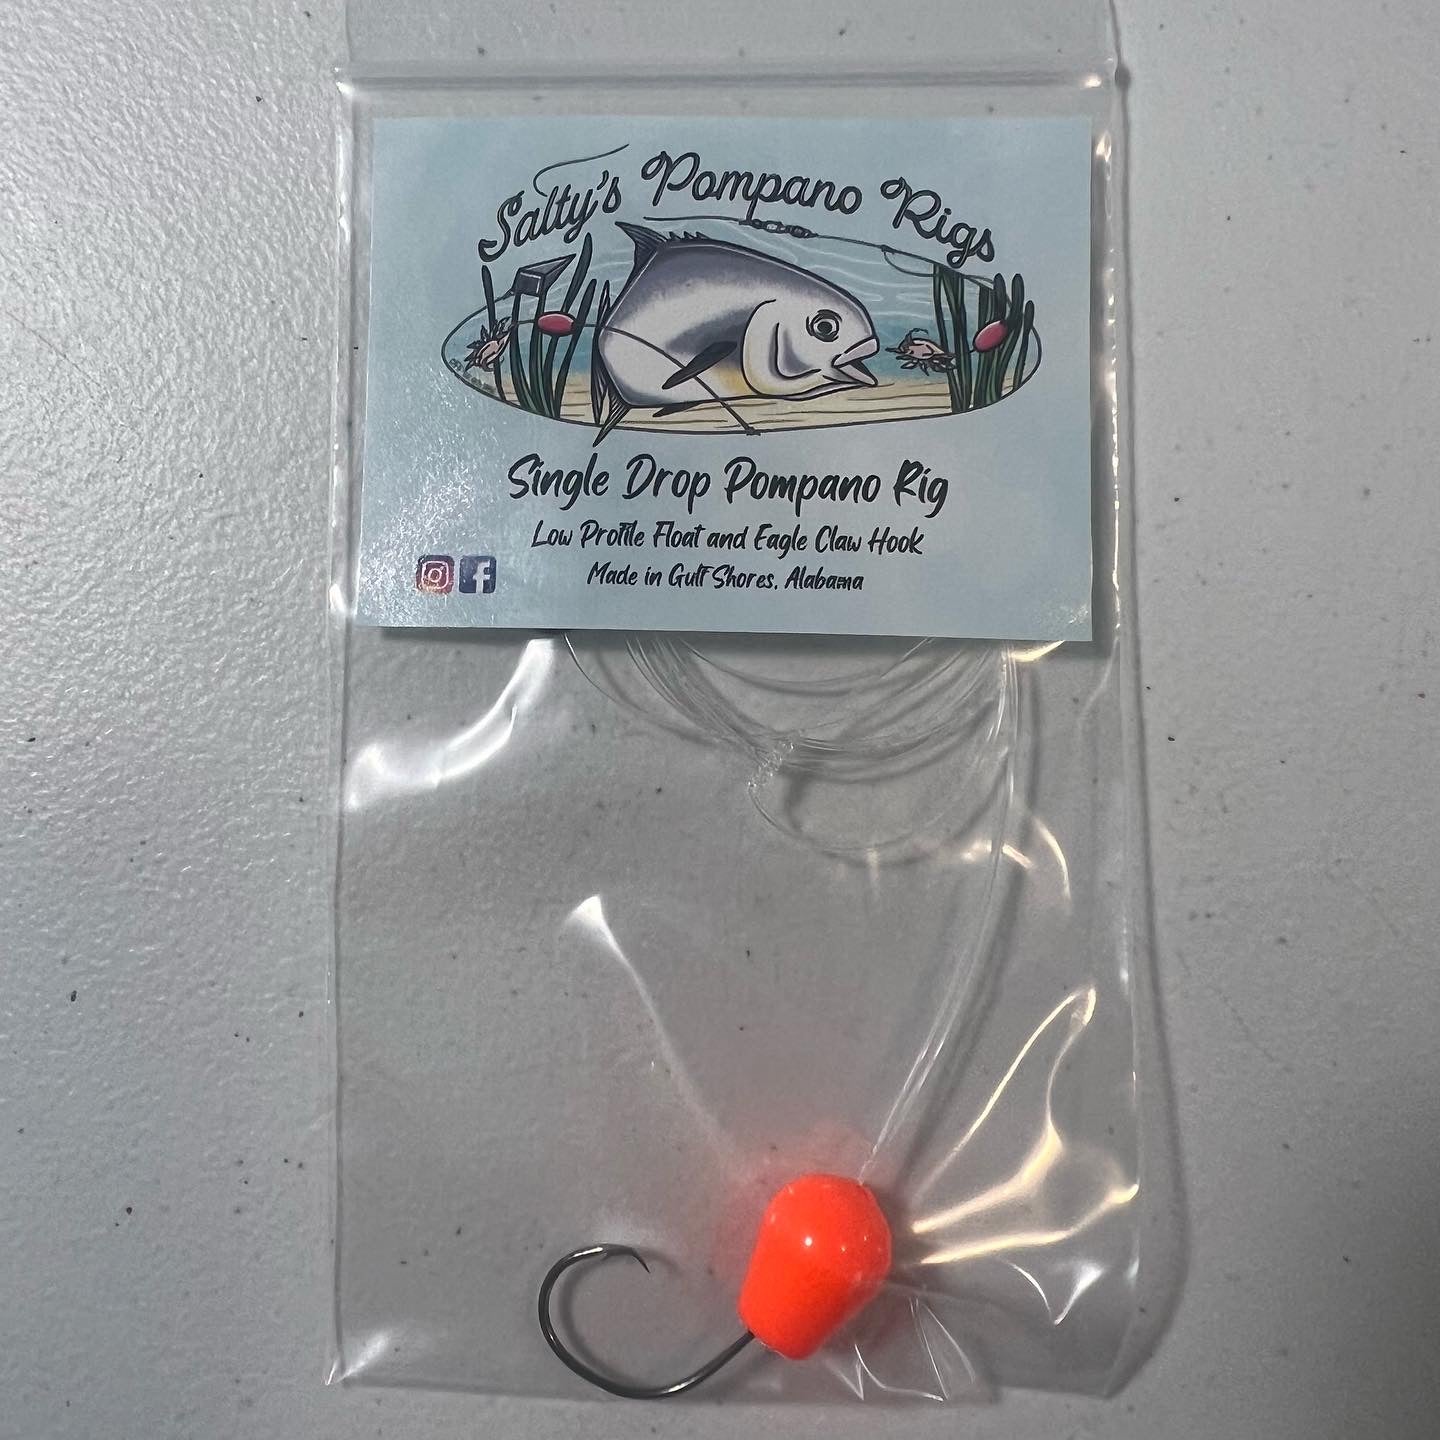 Salty's Pompano Rigs
Single Drop Pompano Rig
Low Profile Float and Eagle Claw Hook
Made in Gulf Shores, Alabama